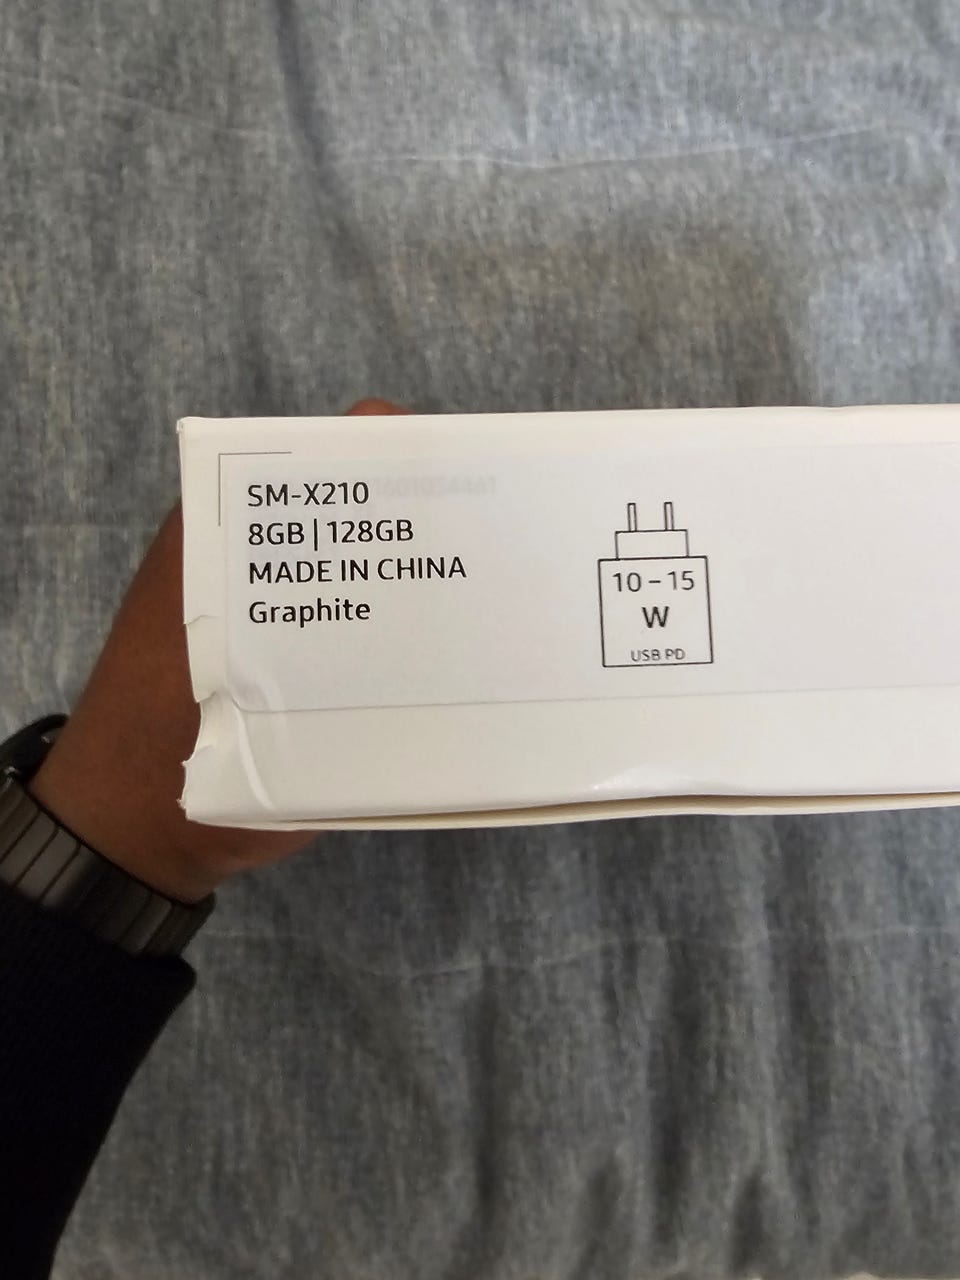 SM-X210
8GB | 128GB
MADE IN CHINA
Graphite
10 – 15
W
USB PD